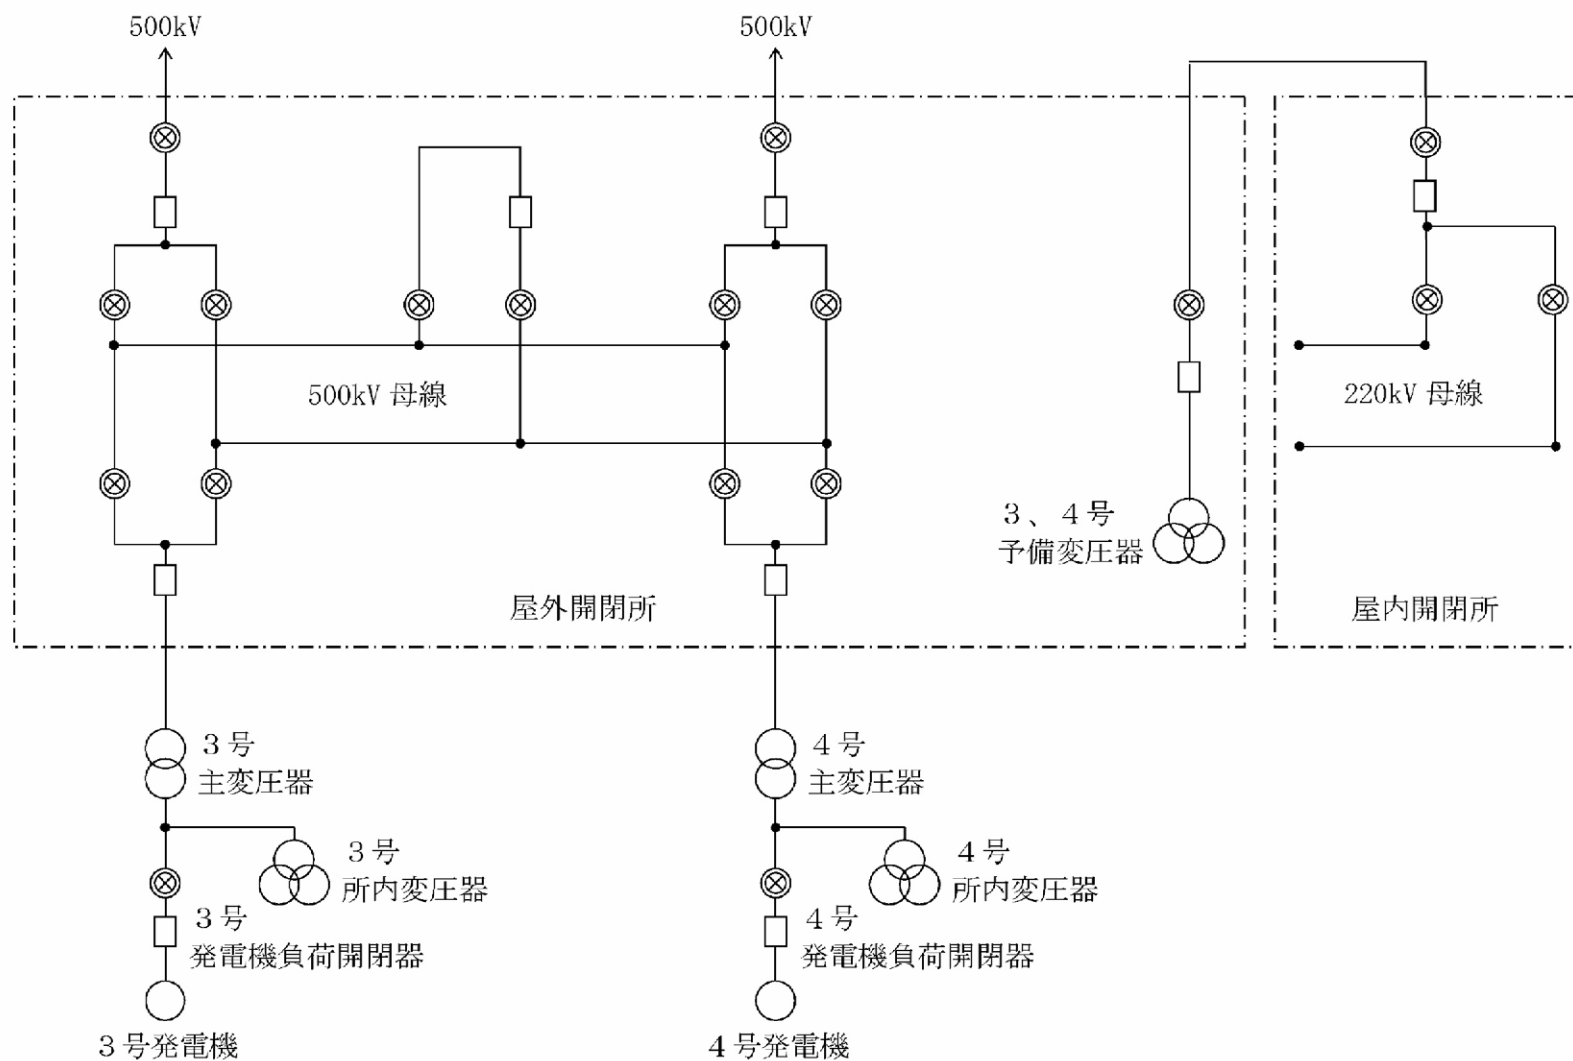 500kV
500kV
500kV 母線
220kV 母線
3、4号
予備変圧器
屋外開閉所
屋内開閉所
3号
主変圧器
4号
主変圧器
3号
所内変圧器
4号
所内変圧器
3号
発電機負荷開閉器
4号
発電機負荷開閉器
3号発電機
4号発電機